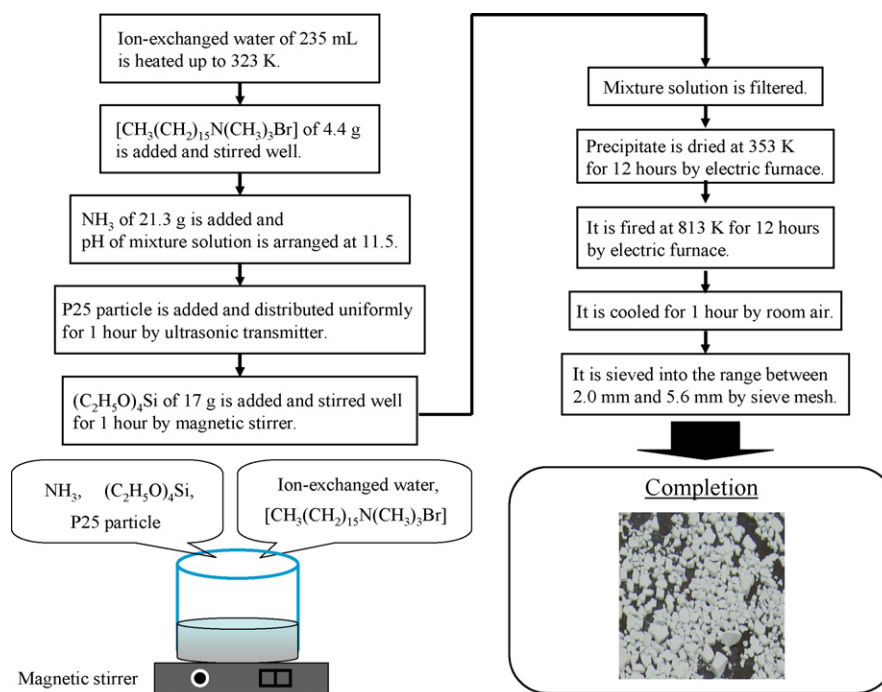 Ion-exchanged water of 235 mL
is heated up to 323 K.
[CH₃(CH₂)₁₅N(CH₃)₃Br] of 4.4 g
is added and stirred well.
NH₃ of 21.3 g is added and
pH of mixture solution is arranged at 11.5.
P25 particle is added and distributed uniformly
for 1 hour by ultrasonic transmitter.
(C₂H₅O)₄Si of 17 g is added and stirred well
for 1 hour by magnetic stirrer.
Mixture solution is filtered.
Precipitate is dried at 353 K
for 12 hours by electric furnace.
It is fired at 813 K for 12 hours
by electric furnace.
It is cooled for 1 hour by room air.
It is sieved into the range between
2.0 mm and 5.6 mm by sieve mesh.
NH₃, (C₂H₅O)₄Si,
P25 particle
Ion-exchanged water,
[CH₃(CH₂)₁₅N(CH₃)₃Br]
Magnetic stirrer
Completion